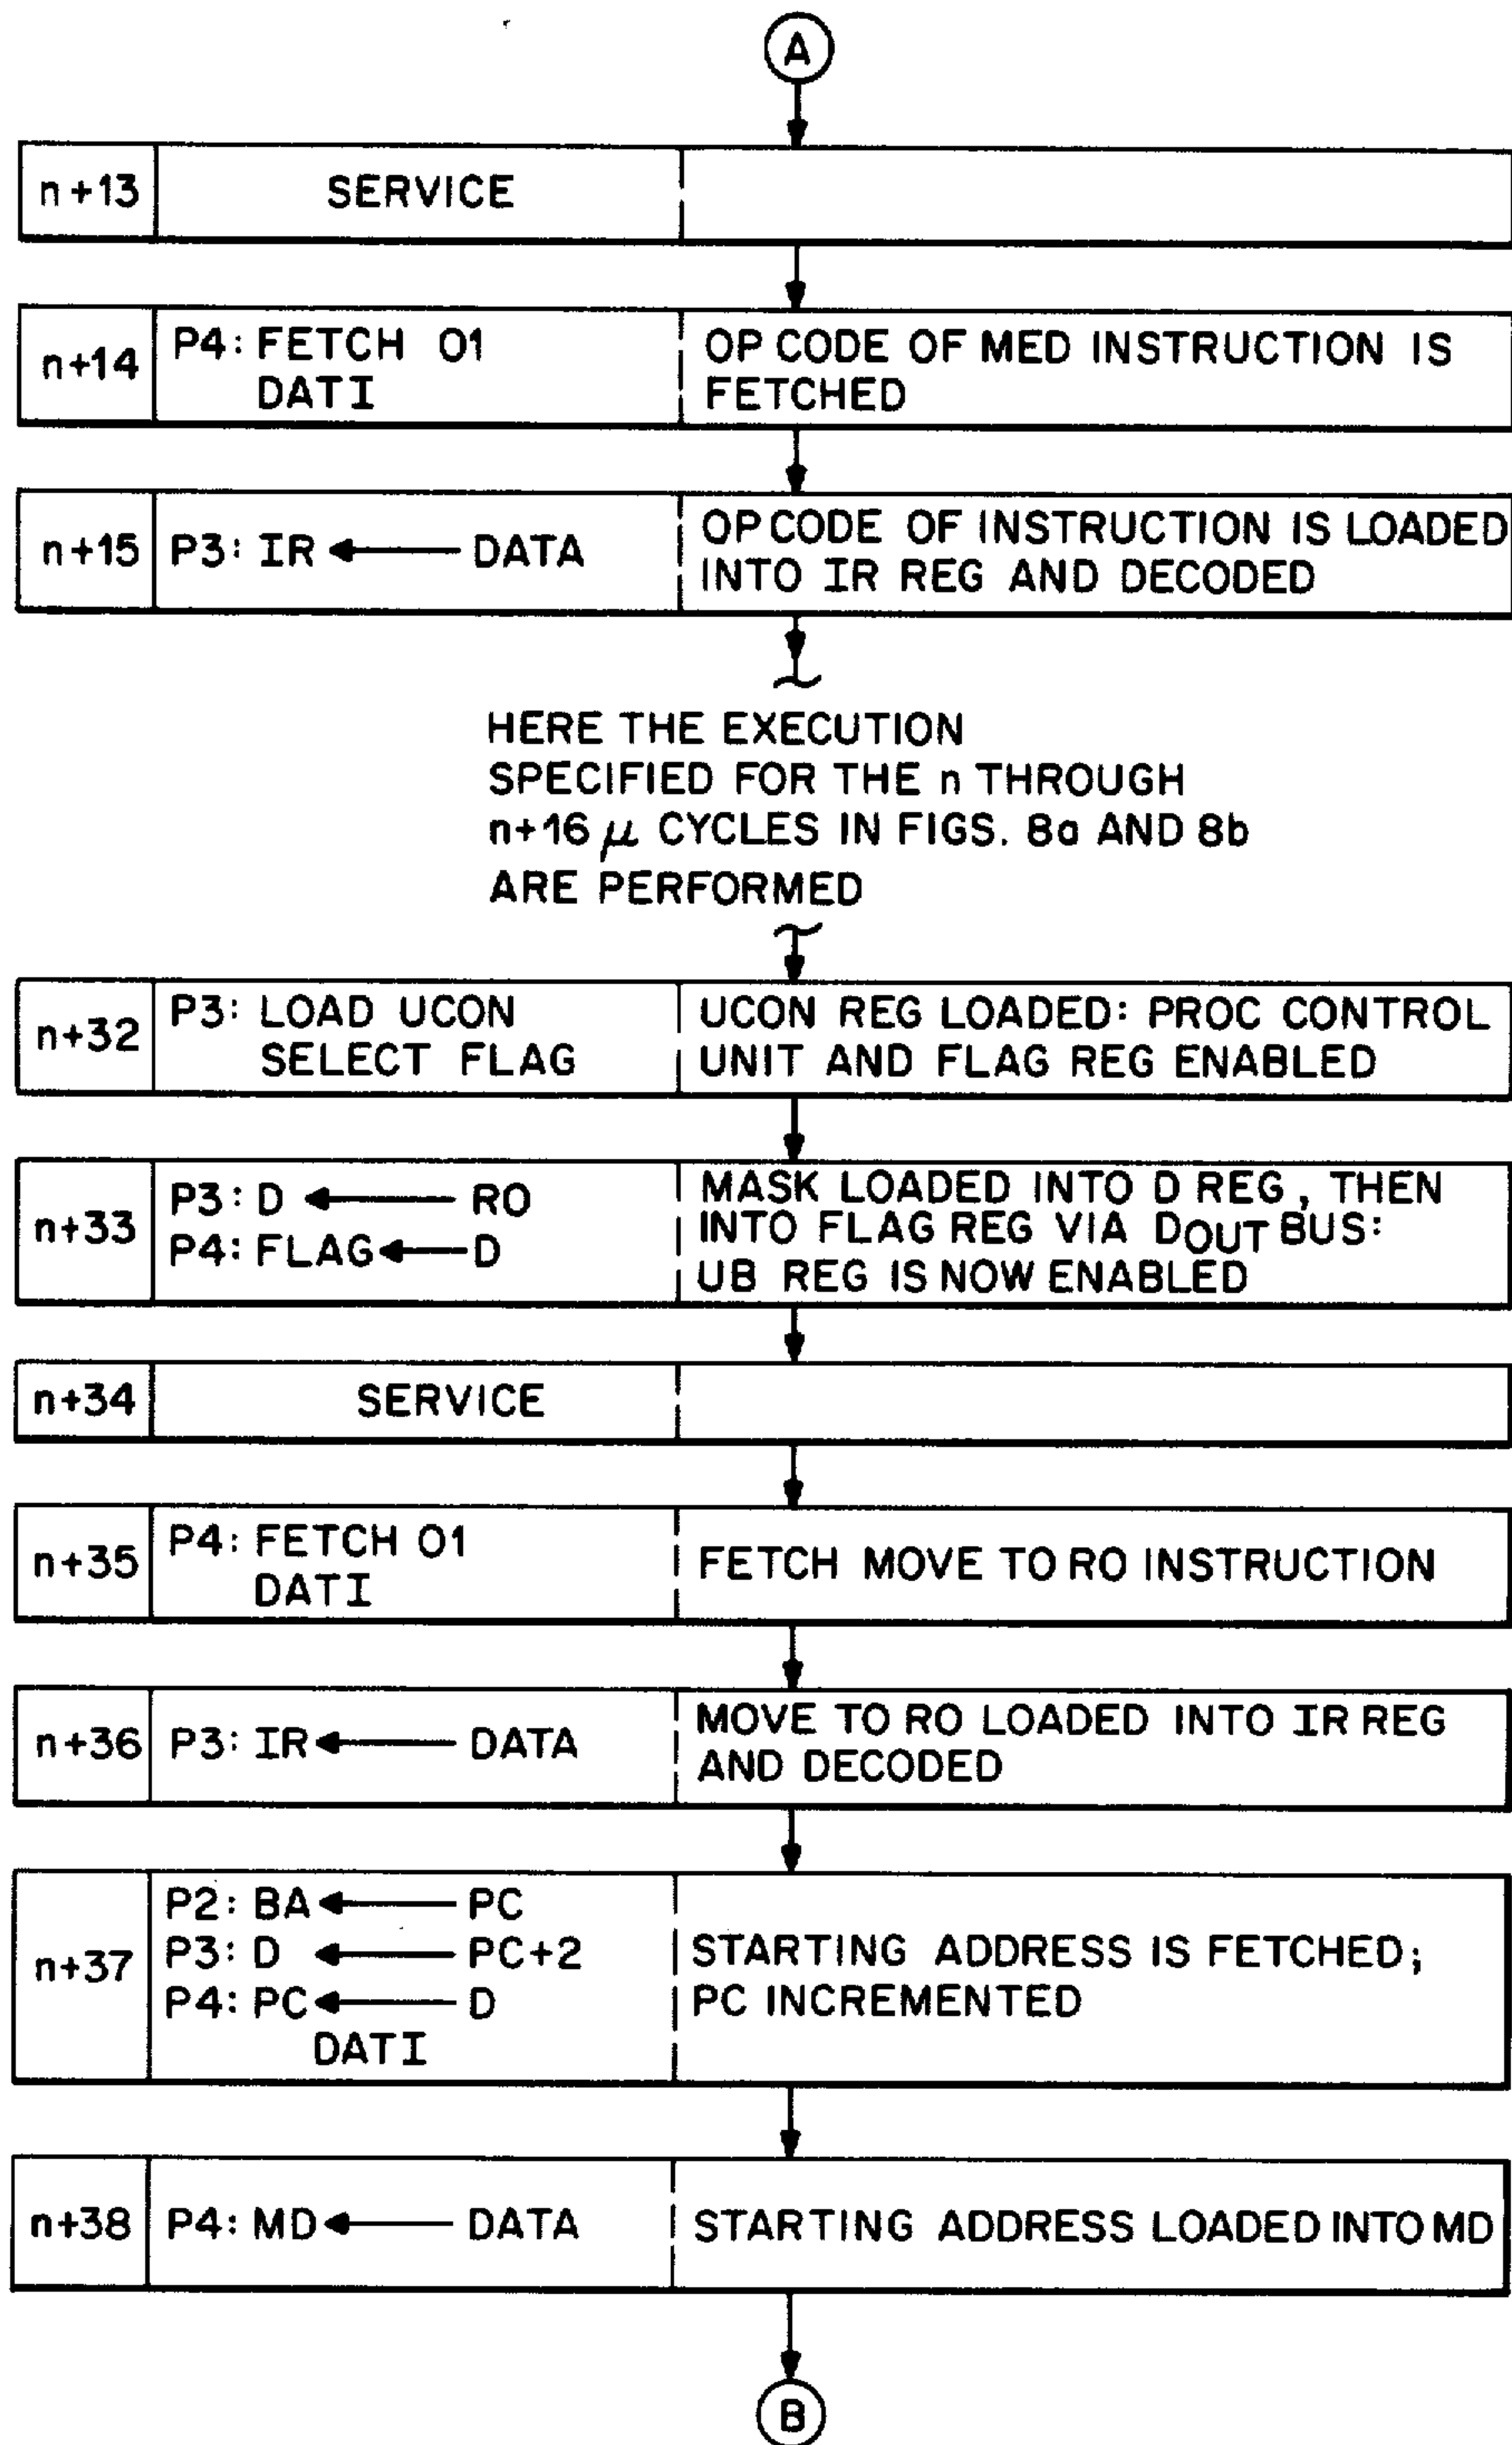 A
n+13
SERVICE
n+14
P4: FETCH 01
DATI
OP CODE OF MED INSTRUCTION IS
FETCHED
n+15
P3: IR ← DATA
OP CODE OF INSTRUCTION IS LOADED
INTO IR REG AND DECODED
HERE THE EXECUTION
SPECIFIED FOR THE n THROUGH
n+16 μ CYCLES IN FIGS. 8a AND 8b
ARE PERFORMED
n+32
P3: LOAD UCON
SELECT FLAG
UCON REG LOADED: PROC CONTROL
UNIT AND FLAG REG ENABLED
n+33
P3: D ← RO
P4: FLAG ← D
MASK LOADED INTO D REG, THEN
INTO FLAG REG VIA DOUT BUS:
UB REG IS NOW ENABLED
n+34
SERVICE
n+35
P4: FETCH 01
DATI
FETCH MOVE TO RO INSTRUCTION
n+36
P3: IR ← DATA
MOVE TO RO LOADED INTO IR REG
AND DECODED
n+37
P2: BA ← PC
P3: D ← PC+2
P4: PC ← D
DATI
STARTING ADDRESS IS FETCHED;
PC INCREMENTED
n+38
P4: MD ← DATA
STARTING ADDRESS LOADED INTO MD
B